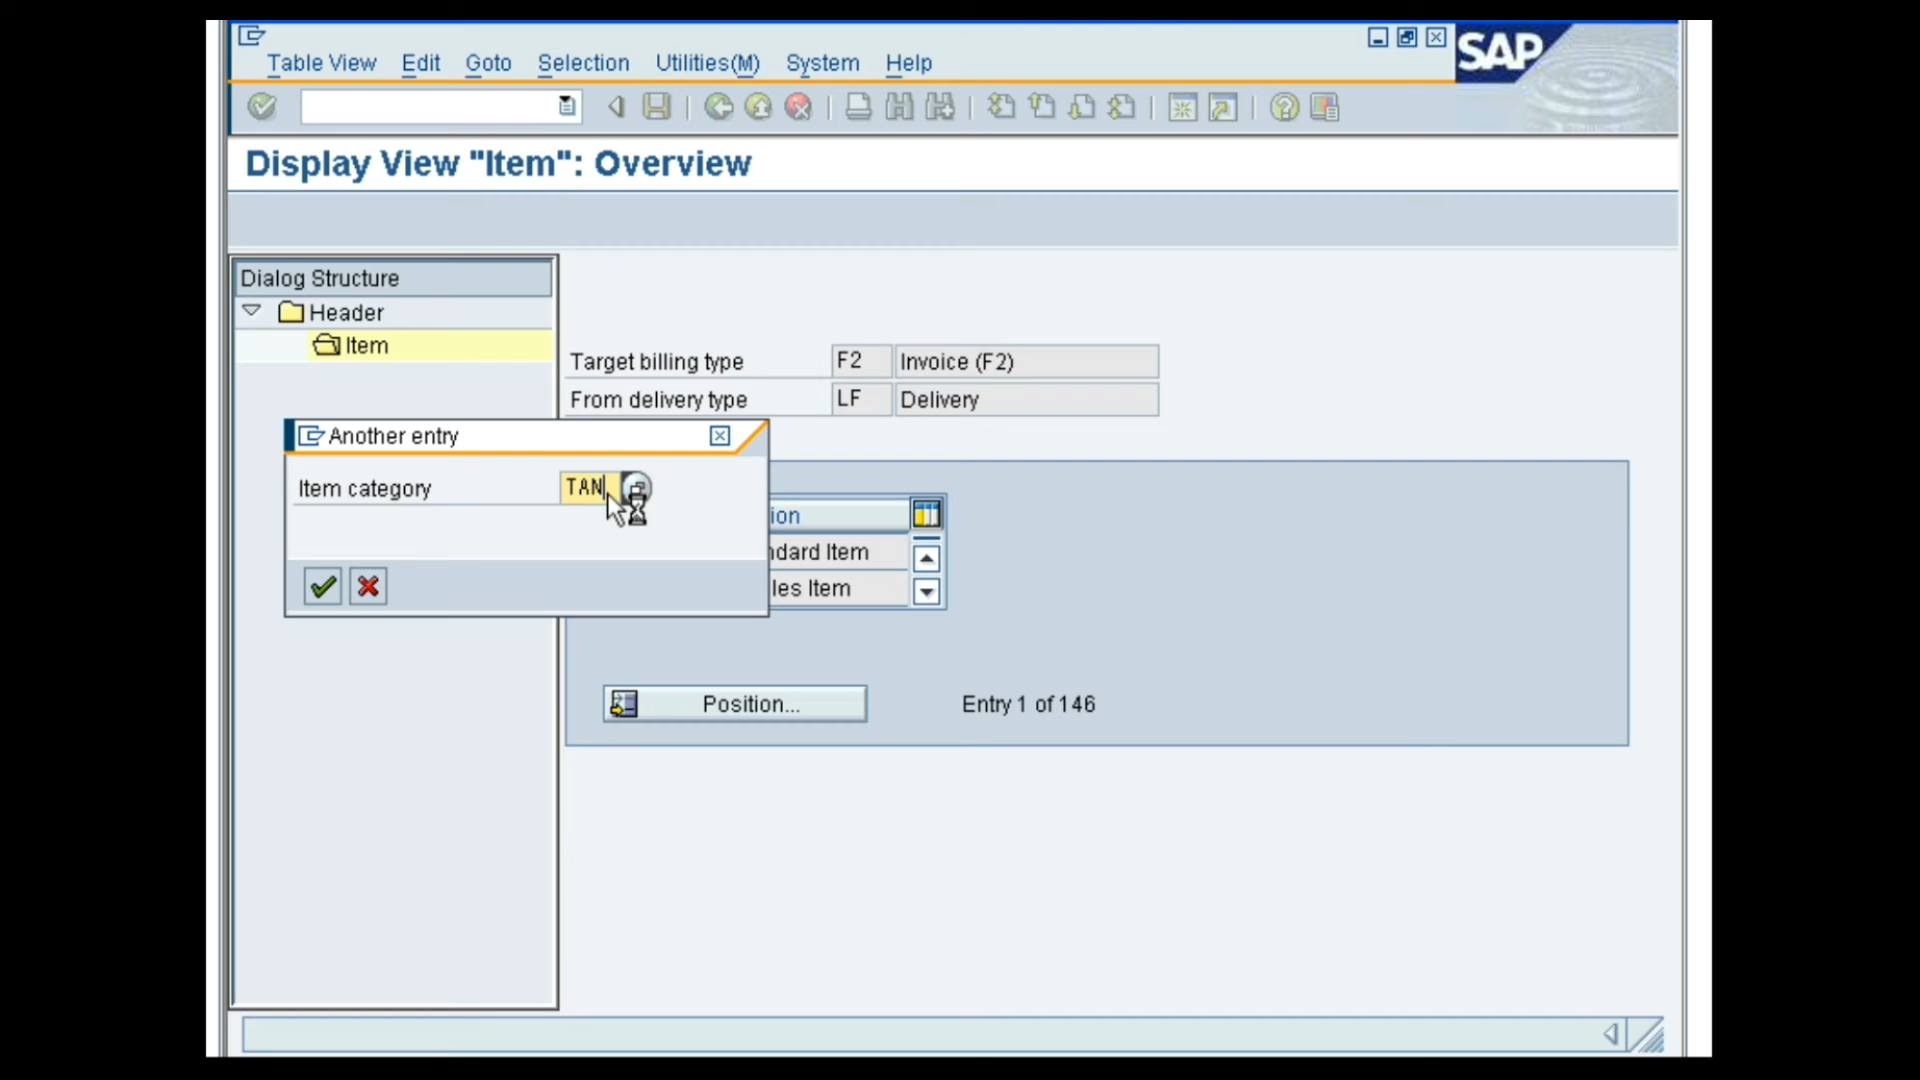 Table View Edit Goto Selection Utilities(M) System Help
SAP
Display View "Item": Overview
Dialog Structure
Header
Item
Target billing type F2 Invoice (F2)
From delivery type LF Delivery
Another entry
Item category TAN
ion
ndard Item
les Item
Position... Entry 1 of 146